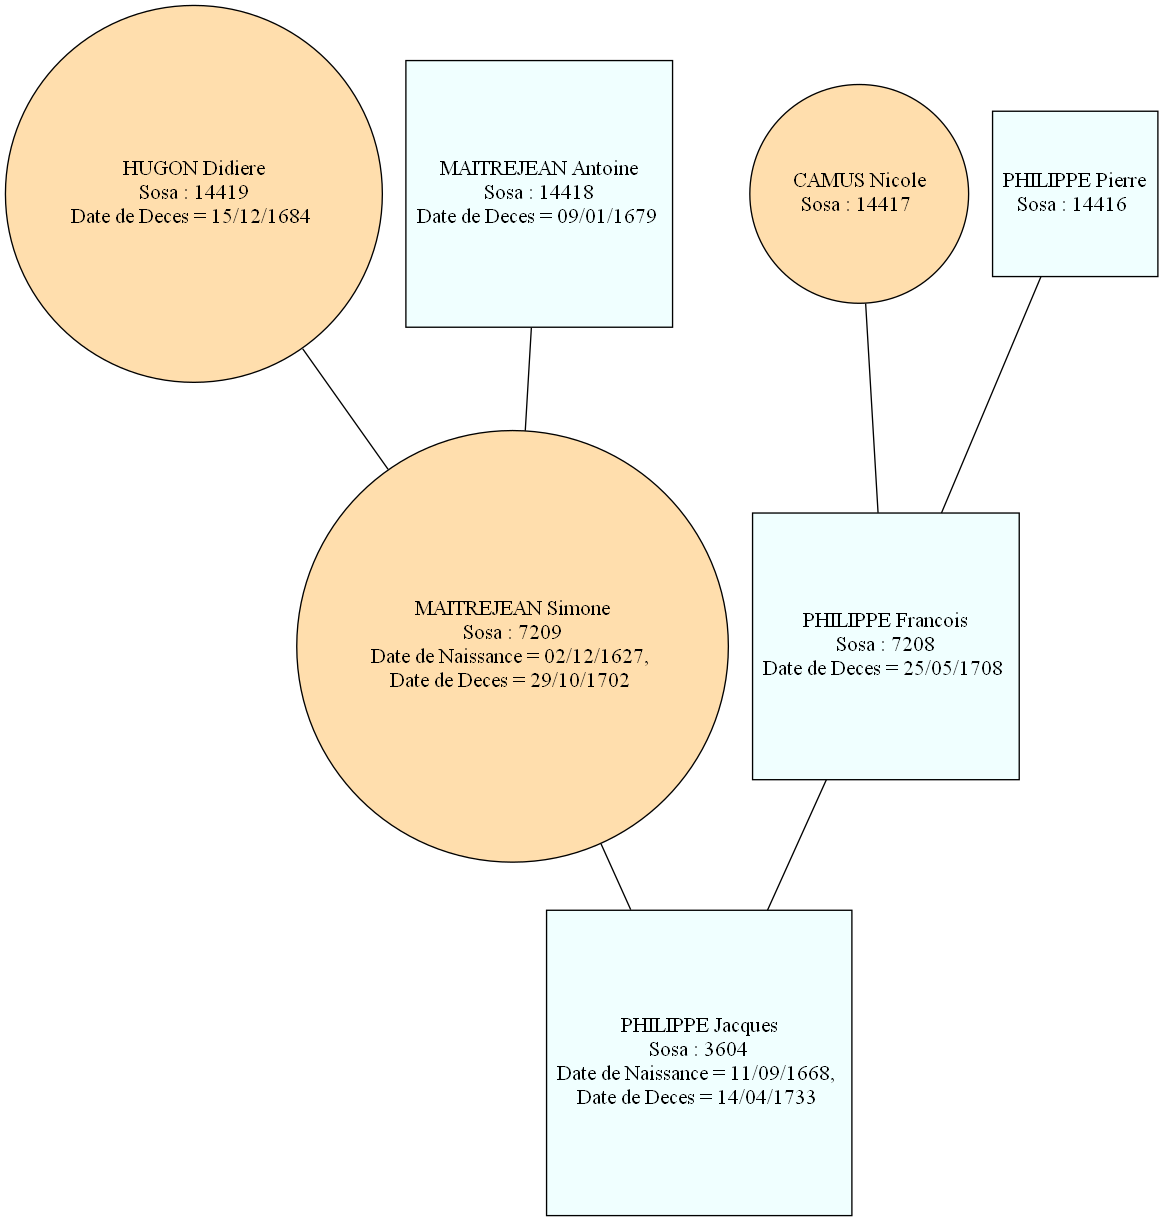 HUGON Didiere
Sosa : 14419
Date de Deces = 15/12/1684
MAITREJEAN Antoine
Sosa : 14418
Date de Deces = 09/01/1679
CAMUS Nicole
Sosa : 14417
PHILIPPE Pierre
Sosa : 14416
MAITREJEAN Simone
Sosa : 7209
Date de Naissance = 02/12/1627,
Date de Deces = 29/10/1702
PHILIPPE Francois
Sosa : 7208
Date de Deces = 25/05/1708
PHILIPPE Jacques
Sosa : 3604
Date de Naissance = 11/09/1668,
Date de Deces = 14/04/1733